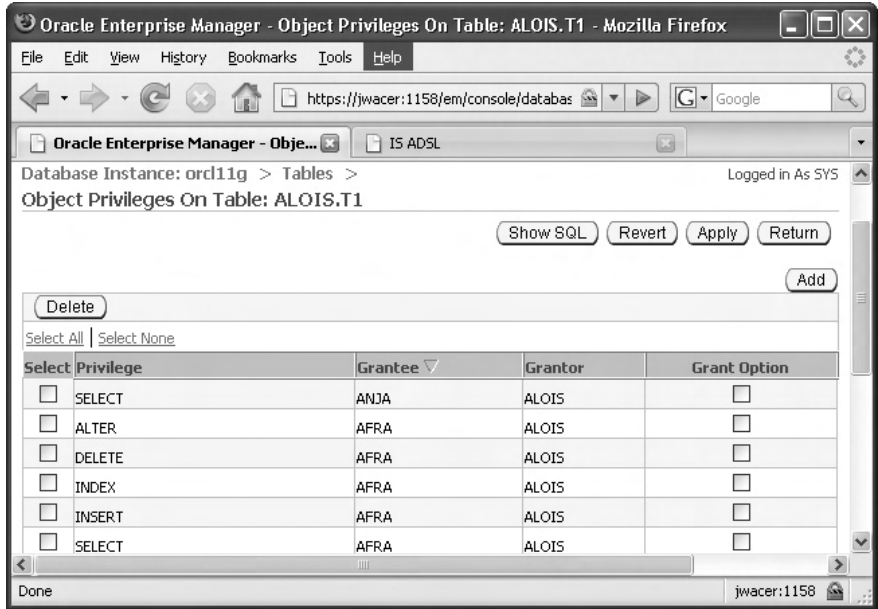 Oracle Enterprise Manager - Object Privileges On Table: ALOIS.T1 - Mozilla Firefox
File Edit View History Bookmarks Tools Help
https://jwacer:1158/em/console/databas G Google
Oracle Enterprise Manager - Obje... IS ADSL
Database Instance: orcl11g > Tables > Logged in As SYS
Object Privileges On Table: ALOIS.T1
Show SQL Revert Apply Return
Add
Delete
Select All | Select None
Select Privilege Grantee Grantor Grant Option
SELECT ANJA ALOIS
ALTER AFRA ALOIS
DELETE AFRA ALOIS
INDEX AFRA ALOIS
INSERT AFRA ALOIS
SELECT AFRA ALOIS
Done jwacer:1158